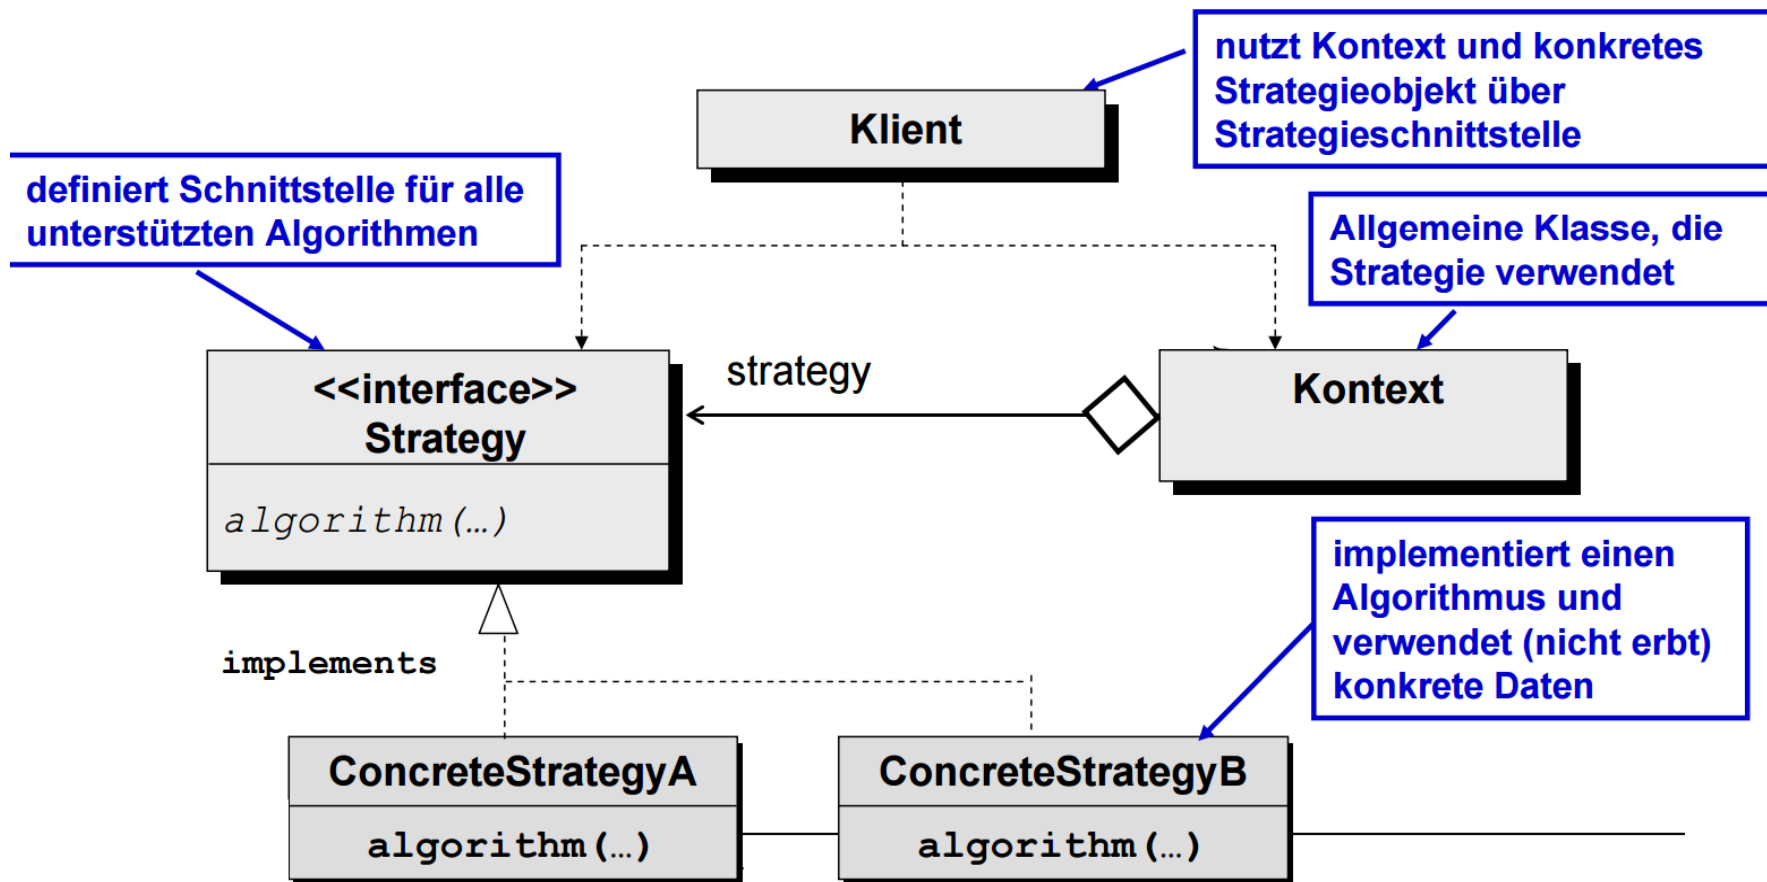 nutzt Kontext und konkretes
Strategieobjekt über
Strategieschnittstelle
Klient
definiert Schnittstelle für alle
unterstützten Algorithmen
Allgemeine Klasse, die
Strategie verwendet
<<interface>>
Strategy
algorithm(…)
strategy
Kontext
implementiert einen
Algorithmus und
verwendet (nicht erbt)
konkrete Daten
implements
ConcreteStrategyA
algorithm(…)
ConcreteStrategyB
algorithm(…)